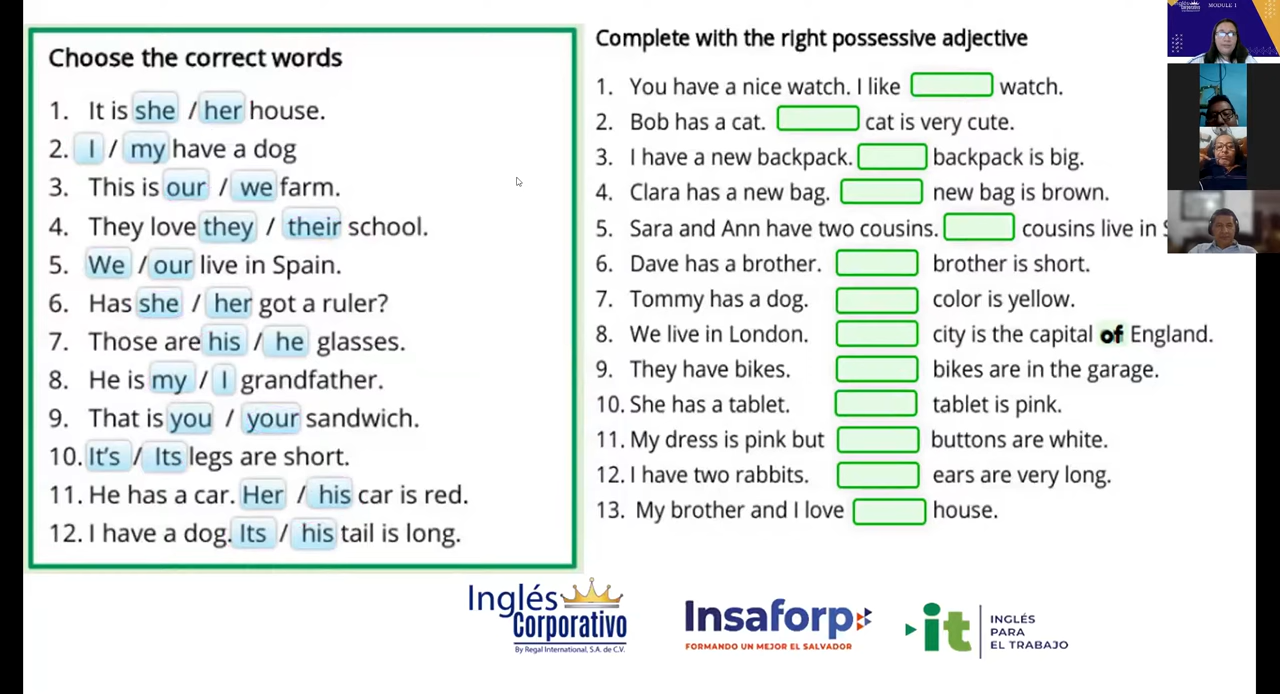 Choose the correct words
1. It is she / her house.
2. I / my have a dog
3. This is our / we farm.
4. They love they / their school.
5. We / our live in Spain.
6. Has she / her got a ruler?
7. Those are his / he glasses.
8. He is my / I grandfather.
9. That is you / your sandwich.
10. It's / Its legs are short.
11. He has a car. Her / his car is red.
12. I have a dog. Its / his tail is long.
Complete with the right possessive adjective
1. You have a nice watch. I like watch.
2. Bob has a cat. cat is very cute.
3. I have a new backpack. backpack is big.
4. Clara has a new bag. new bag is brown.
5. Sara and Ann have two cousins. cousins live in
6. Dave has a brother. brother is short.
7. Tommy has a dog. color is yellow.
8. We live in London. city is the capital of England.
9. They have bikes. bikes are in the garage.
10. She has a tablet. tablet is pink.
11. My dress is pink but buttons are white.
12. I have two rabbits. ears are very long.
13. My brother and I love house.
Inglés
Corporativo
By Regal International, S.A. de C.V.
Insaforp
FORMANDO UN MEJOR EL SALVADOR
it
INGLÉS
PARA
EL TRABAJO
Inglés
MODULE 1